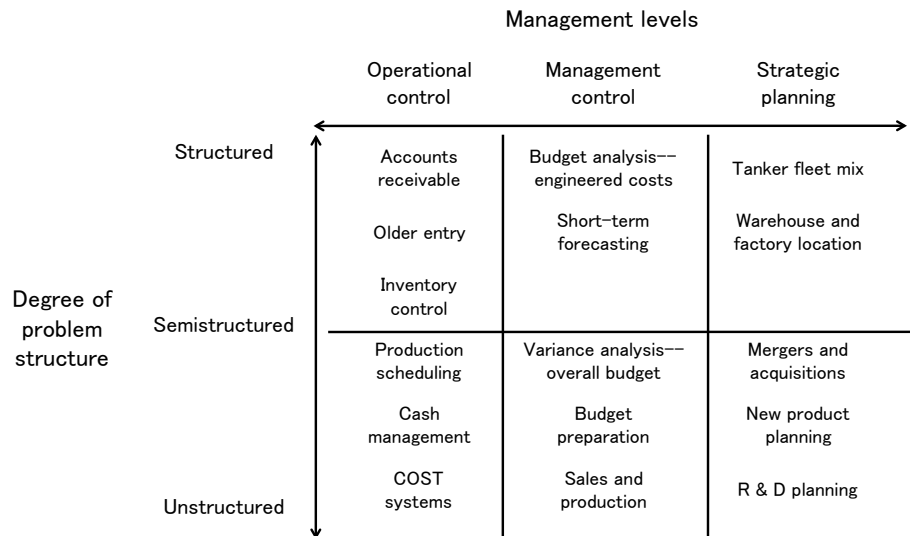 Management levels
Operational
control
Management
control
Strategic
planning
Structured
Accounts
receivable
Budget analysis--
engineered costs
Tanker fleet mix
Older entry
Short-term
forecasting
Warehouse and
factory location
Inventory
control
Degree of
problem
structure
Semistructured
Production
scheduling
Variance analysis--
overall budget
Mergers and
acquisitions
Cash
management
Budget
preparation
New product
planning
COST
systems
Sales and
production
R & D planning
Unstructured